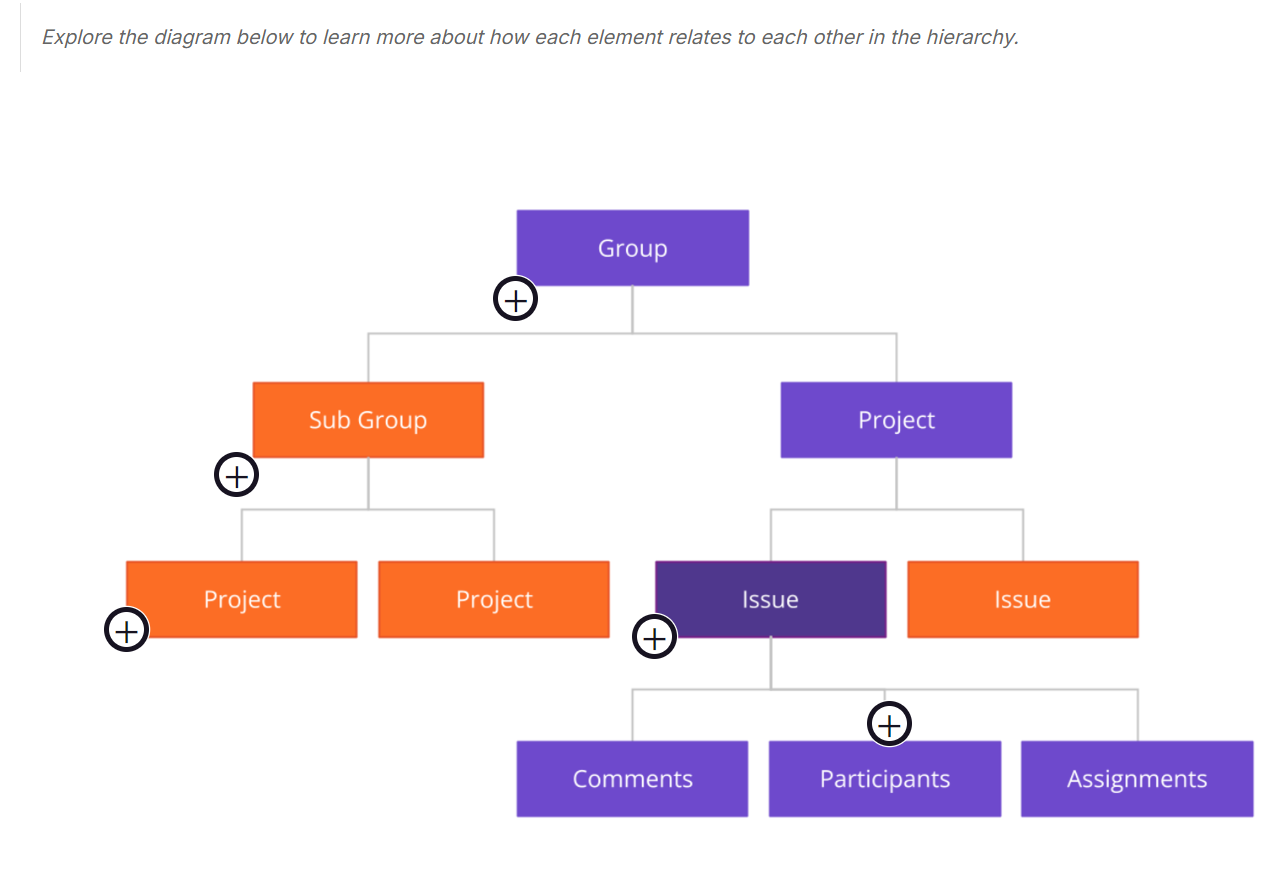 Explore the diagram below to learn more about how each element relates to each other in the hierarchy.
Group
Sub Group
Project
Project
Project
Issue
Issue
Comments
Participants
Assignments